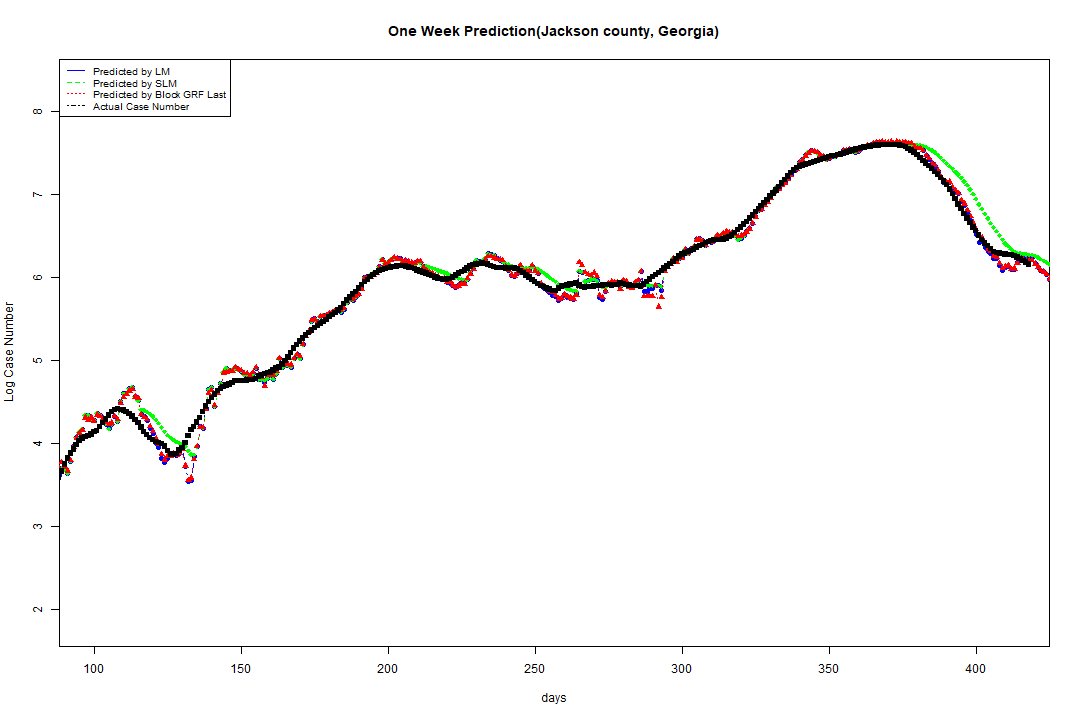 One Week Prediction(Jackson county, Georgia)
Predicted by LM
Predicted by SLM
Predicted by Block GRF Last
Actual Case Number
8
7
6
5
4
3
2
Log Case Number
100 150 200 250 300 350 400
days